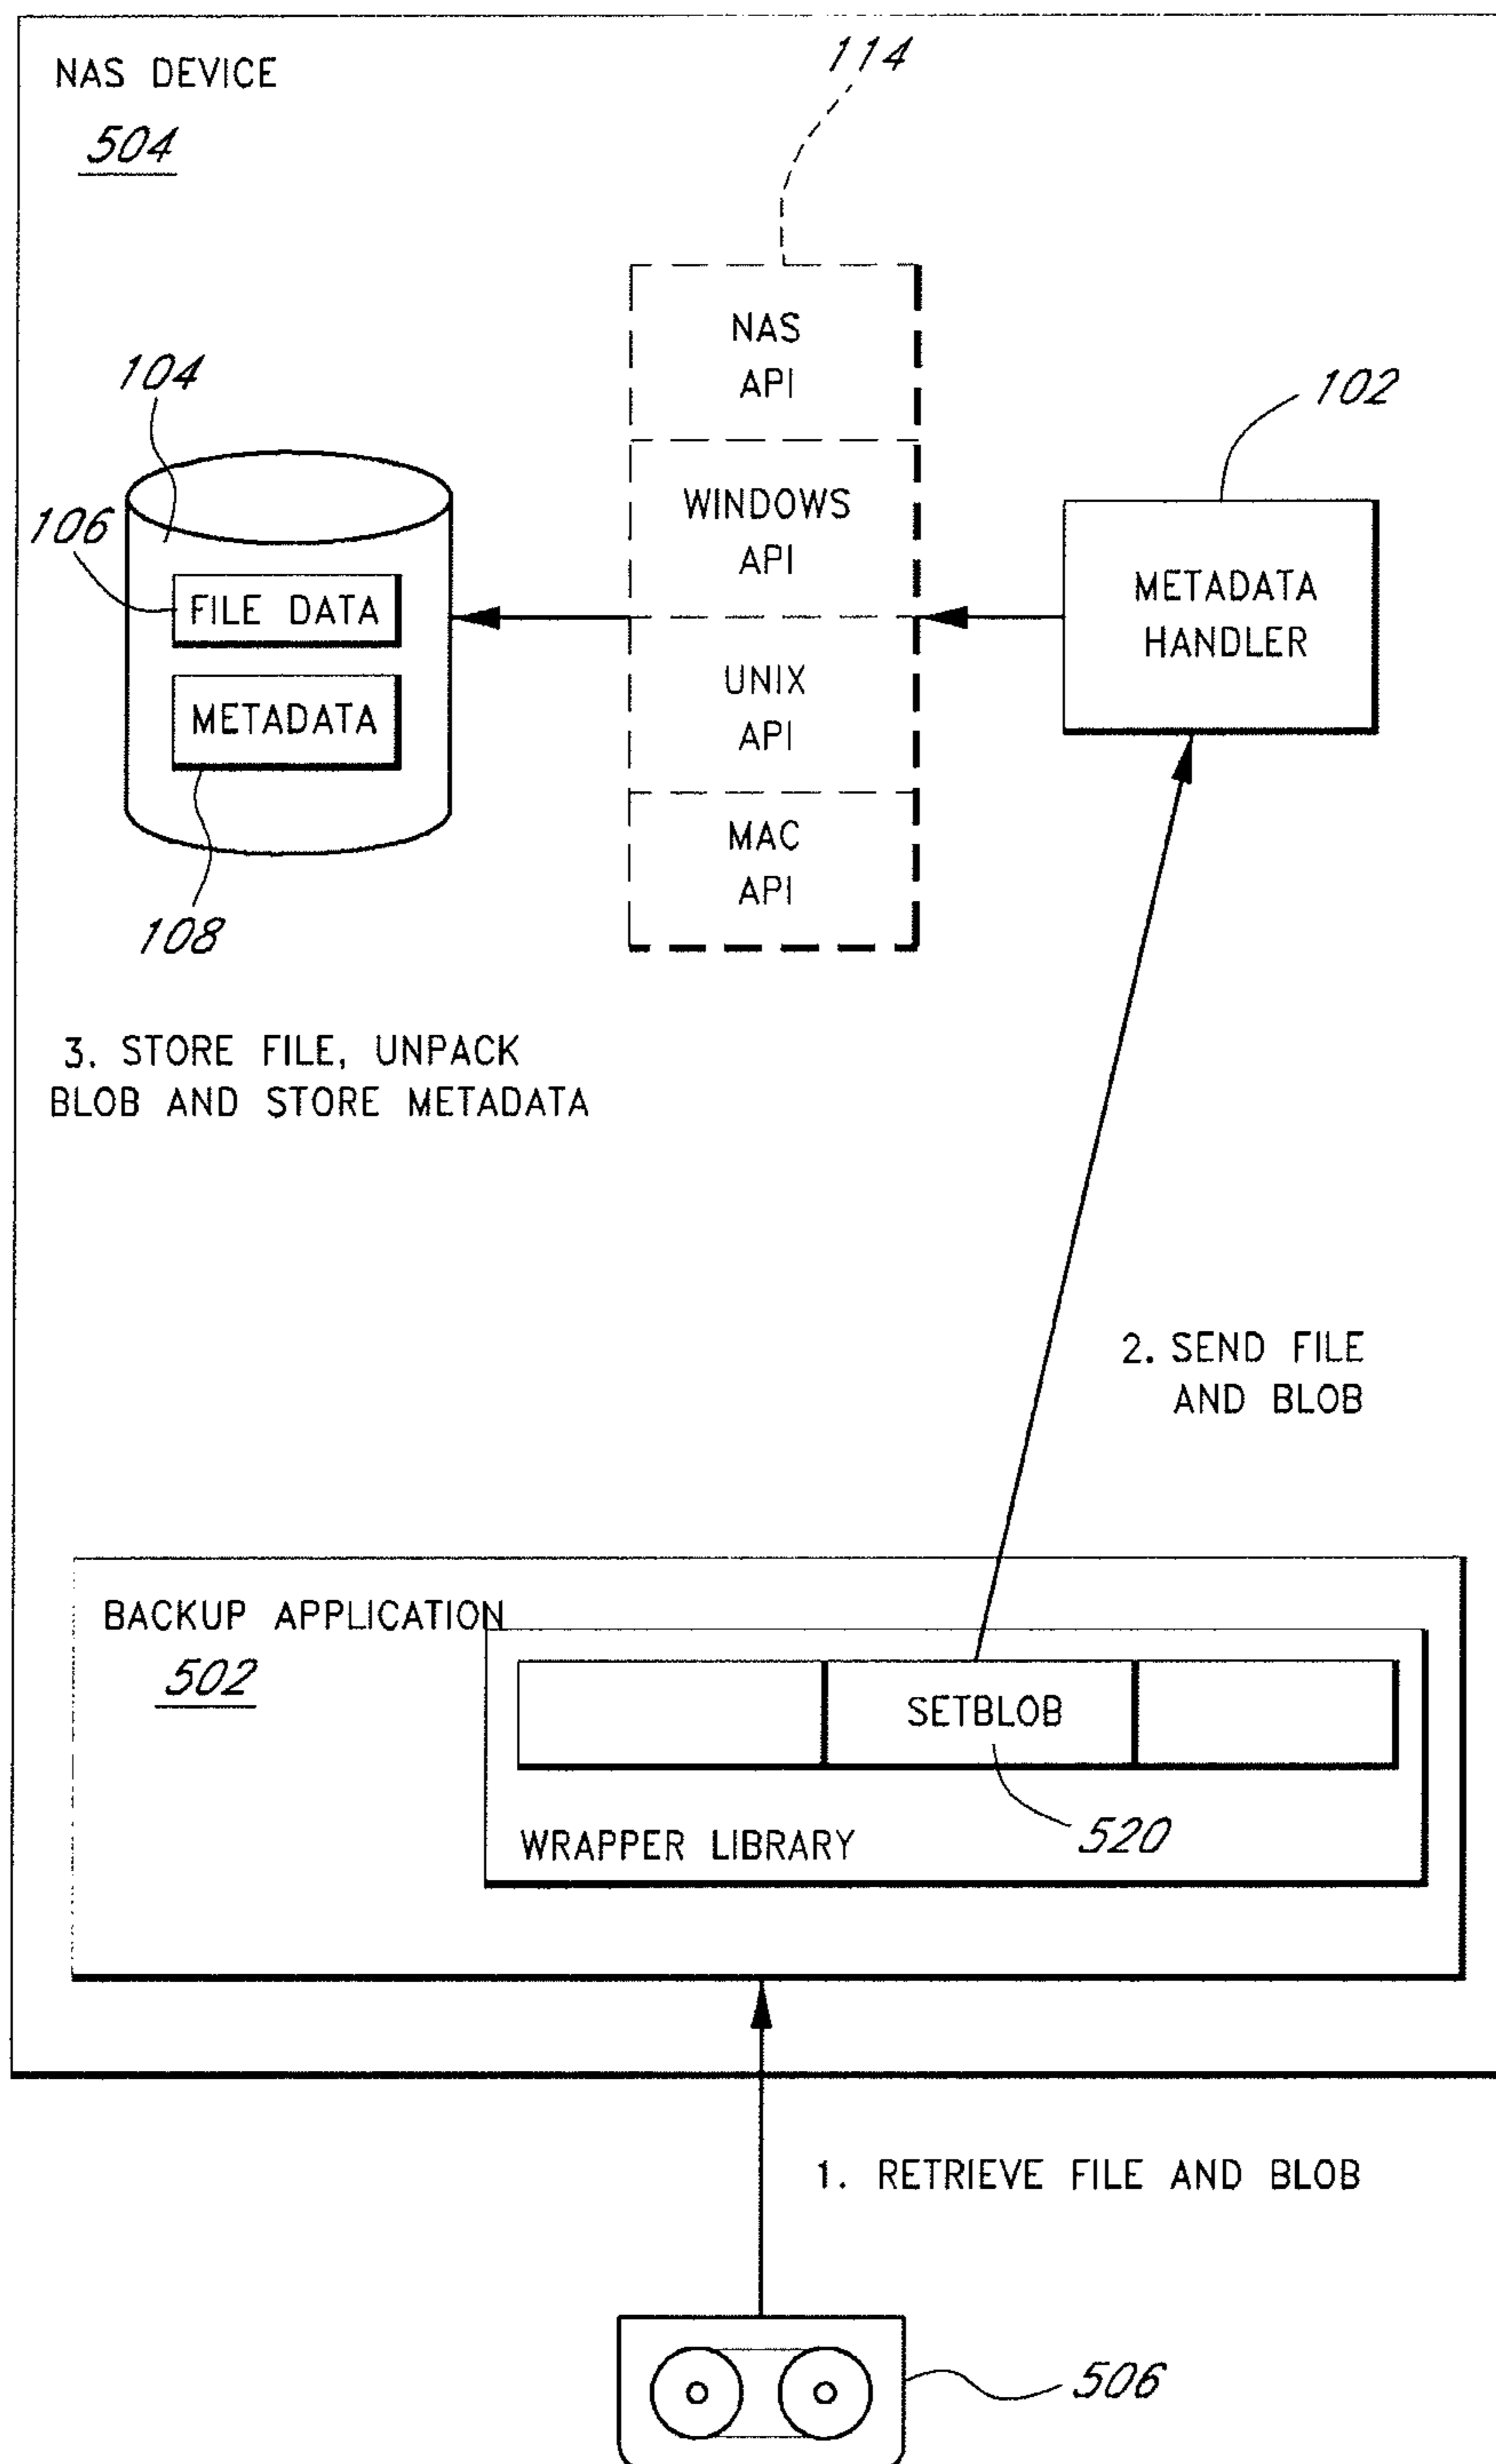 NAS DEVICE
504
114
NAS
API
WINDOWS
API
UNIX
API
MAC
API
104
106
FILE DATA
METADATA
108
102
METADATA
HANDLER
3. STORE FILE, UNPACK
BLOB AND STORE METADATA
2. SEND FILE
AND BLOB
BACKUP APPLICATION
502
SETBLOB
520
WRAPPER LIBRARY
1. RETRIEVE FILE AND BLOB
506